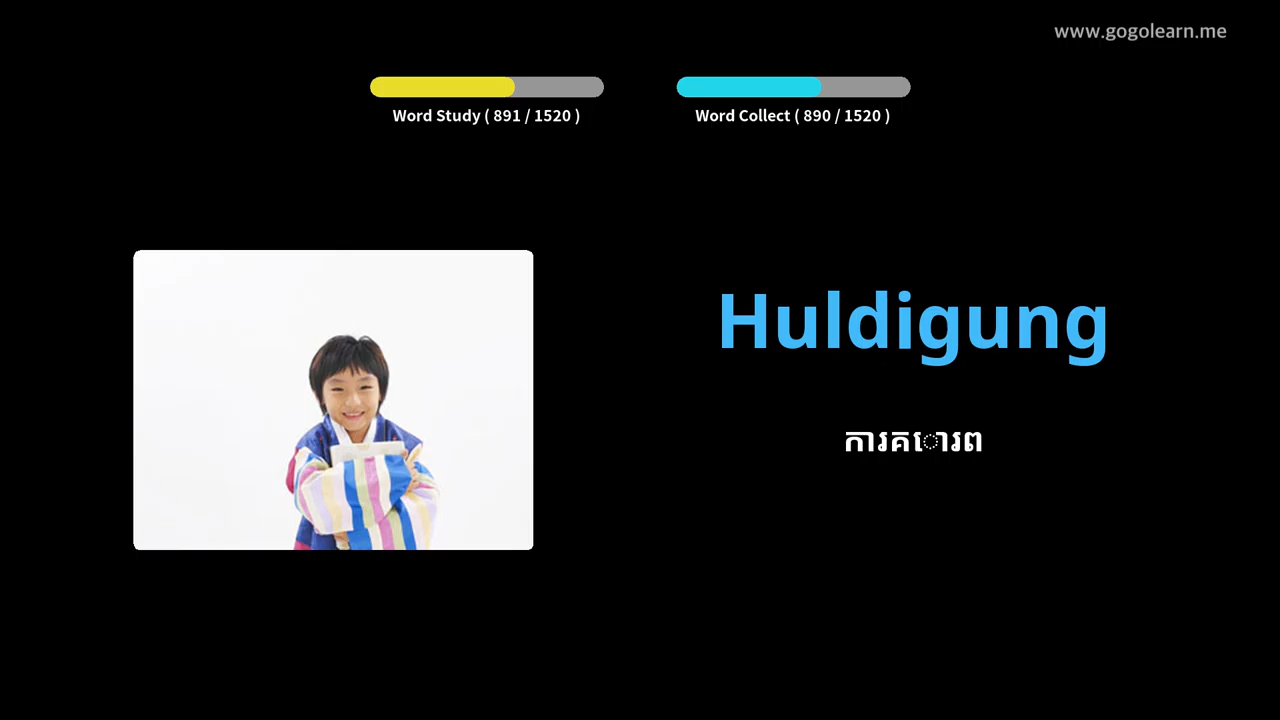 www.gogolearn.me
Word Study ( 891 / 1520 )
Word Collect ( 890 / 1520 )
Huldigung
ការគោរព